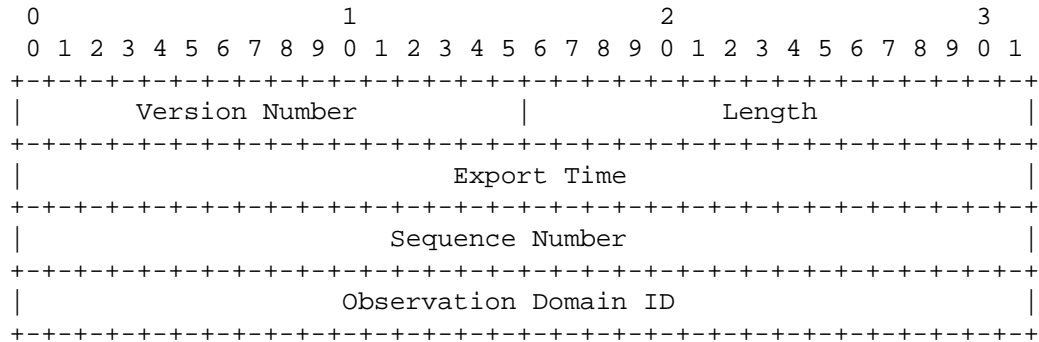 0                   1                   2                   3
 0 1 2 3 4 5 6 7 8 9 0 1 2 3 4 5 6 7 8 9 0 1 2 3 4 5 6 7 8 9 0 1
+-+-+-+-+-+-+-+-+-+-+-+-+-+-+-+-+-+-+-+-+-+-+-+-+-+-+-+-+-+-+-+-+
|       Version Number          |            Length             |
+-+-+-+-+-+-+-+-+-+-+-+-+-+-+-+-+-+-+-+-+-+-+-+-+-+-+-+-+-+-+-+-+
|                           Export Time                         |
+-+-+-+-+-+-+-+-+-+-+-+-+-+-+-+-+-+-+-+-+-+-+-+-+-+-+-+-+-+-+-+-+
|                       Sequence Number                         |
+-+-+-+-+-+-+-+-+-+-+-+-+-+-+-+-+-+-+-+-+-+-+-+-+-+-+-+-+-+-+-+-+
|                    Observation Domain ID                      |
+-+-+-+-+-+-+-+-+-+-+-+-+-+-+-+-+-+-+-+-+-+-+-+-+-+-+-+-+-+-+-+-+